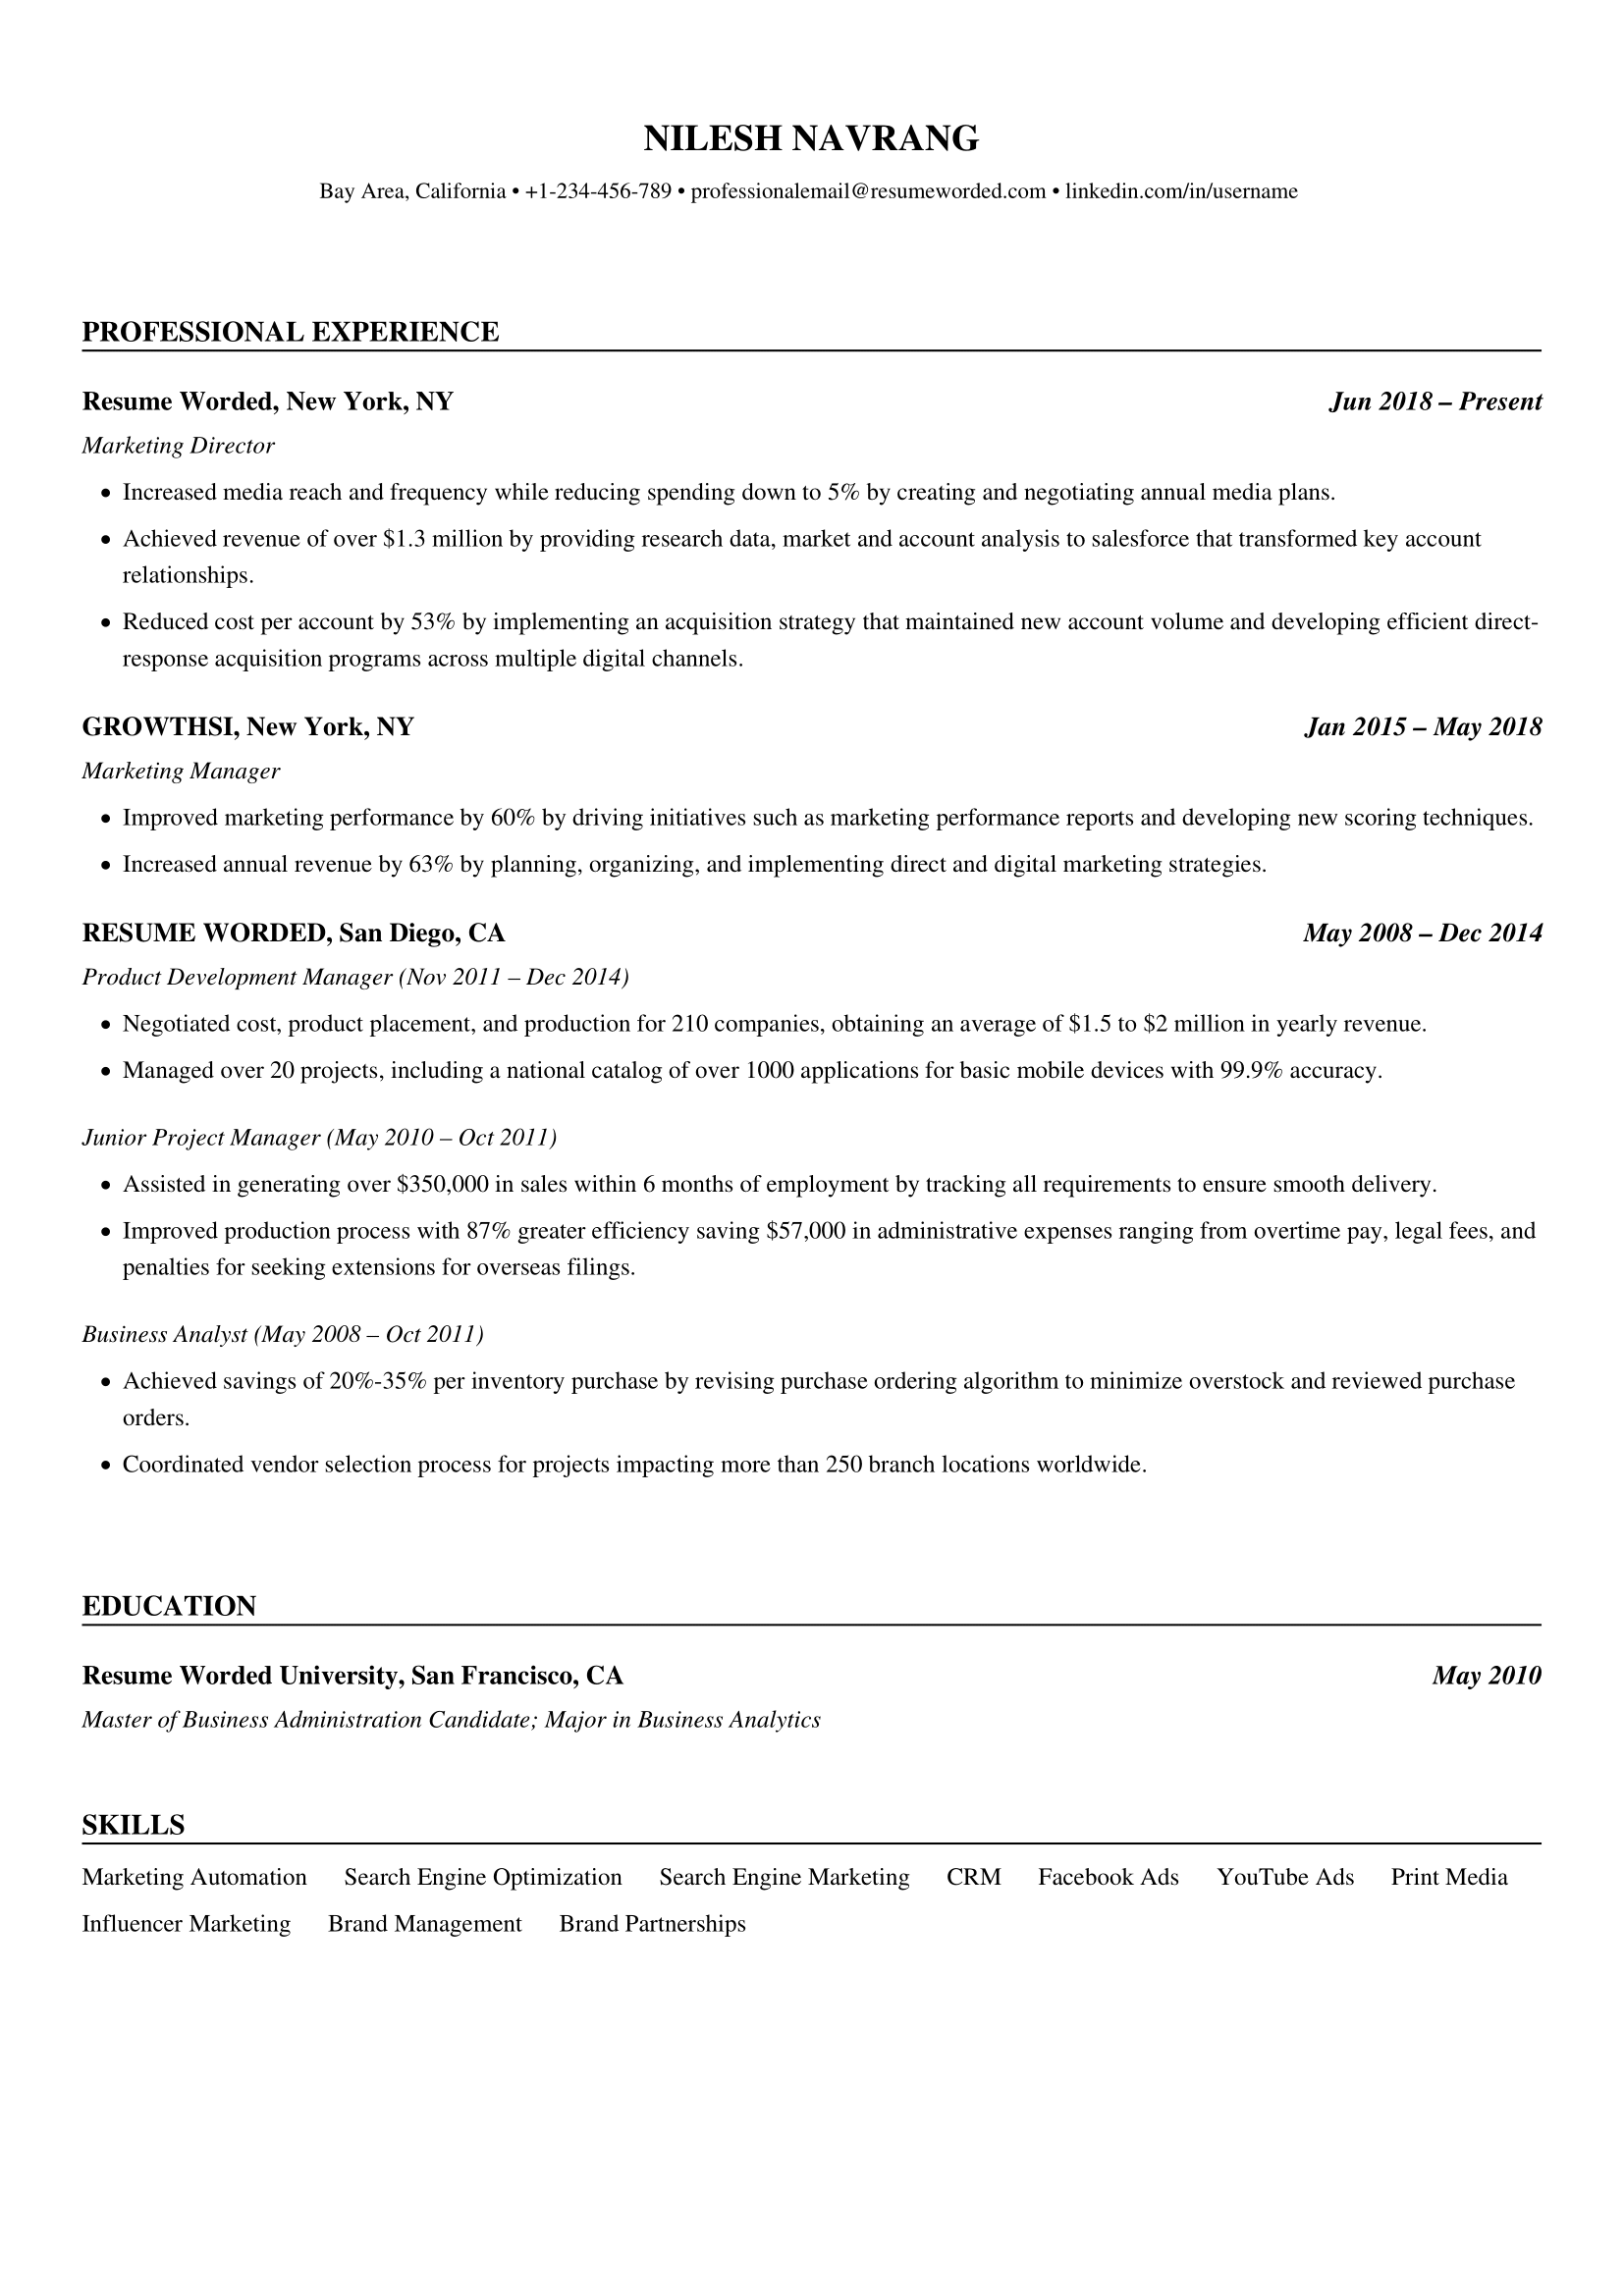 NILESH NAVRANG
Bay Area, California • +1-234-456-789 • professionalemail@resumeworded.com • linkedin.com/in/username
PROFESSIONAL EXPERIENCE
Resume Worded, New York, NY Jun 2018 – Present
Marketing Director
• Increased media reach and frequency while reducing spending down to 5% by creating and negotiating annual media plans.
• Achieved revenue of over $1.3 million by providing research data, market and account analysis to salesforce that transformed key account
relationships.
• Reduced cost per account by 53% by implementing an acquisition strategy that maintained new account volume and developing efficient direct-
response acquisition programs across multiple digital channels.
GROWTHSI, New York, NY Jan 2015 – May 2018
Marketing Manager
• Improved marketing performance by 60% by driving initiatives such as marketing performance reports and developing new scoring techniques.
• Increased annual revenue by 63% by planning, organizing, and implementing direct and digital marketing strategies.
RESUME WORDED, San Diego, CA May 2008 – Dec 2014
Product Development Manager (Nov 2011 – Dec 2014)
• Negotiated cost, product placement, and production for 210 companies, obtaining an average of $1.5 to $2 million in yearly revenue.
• Managed over 20 projects, including a national catalog of over 1000 applications for basic mobile devices with 99.9% accuracy.
Junior Project Manager (May 2010 – Oct 2011)
• Assisted in generating over $350,000 in sales within 6 months of employment by tracking all requirements to ensure smooth delivery.
• Improved production process with 87% greater efficiency saving $57,000 in administrative expenses ranging from overtime pay, legal fees, and
penalties for seeking extensions for overseas filings.
Business Analyst (May 2008 – Oct 2011)
• Achieved savings of 20%-35% per inventory purchase by revising purchase ordering algorithm to minimize overstock and reviewed purchase
orders.
• Coordinated vendor selection process for projects impacting more than 250 branch locations worldwide.
EDUCATION
Resume Worded University, San Francisco, CA May 2010
Master of Business Administration Candidate; Major in Business Analytics
SKILLS
Marketing Automation Search Engine Optimization Search Engine Marketing CRM Facebook Ads YouTube Ads Print Media
Influencer Marketing Brand Management Brand Partnerships